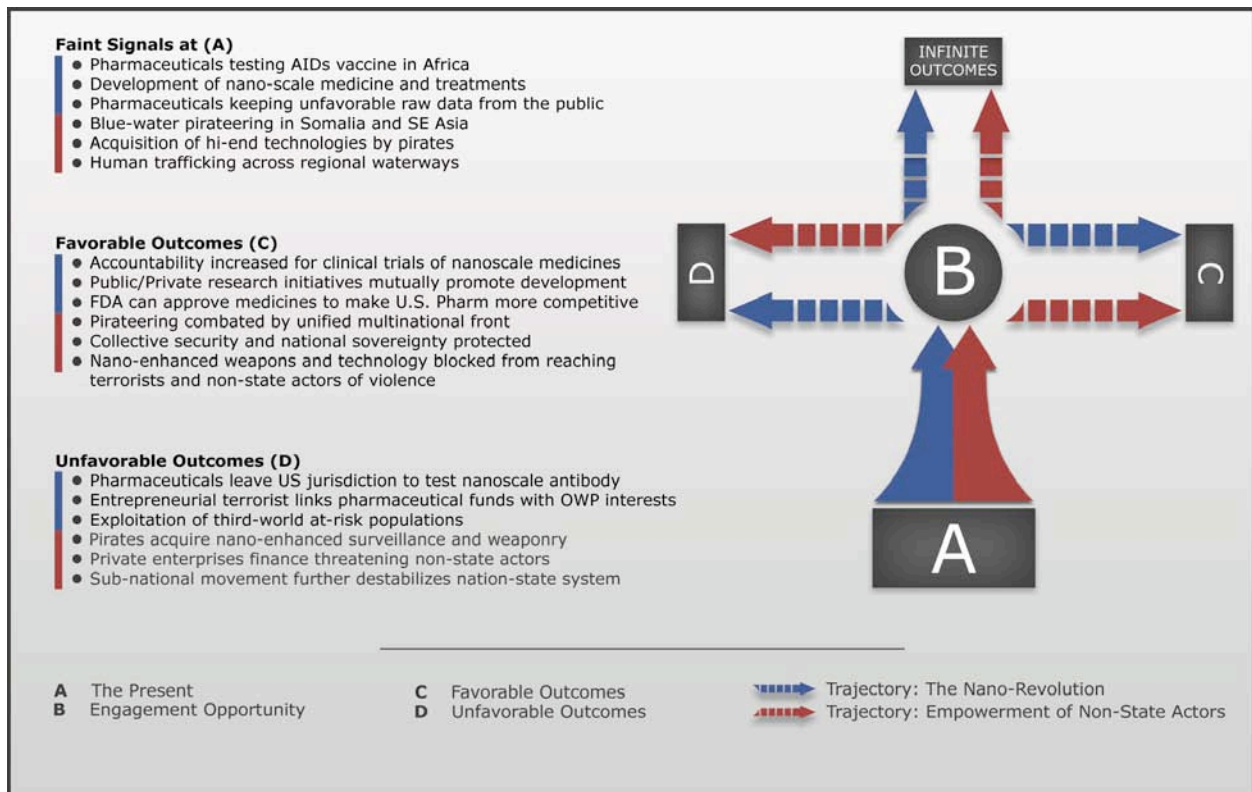 Faint Signals at (A)
● Pharmaceuticals testing AIDs vaccine in Africa
● Development of nano-scale medicine and treatments
● Pharmaceuticals keeping unfavorable raw data from the public
● Blue-water pirateering in Somalia and SE Asia
● Acquisition of hi-end technologies by pirates
● Human trafficking across regional waterways
Favorable Outcomes (C)
● Accountability increased for clinical trials of nanoscale medicines
● Public/Private research initiatives mutually promote development
● FDA can approve medicines to make U.S. Pharm more competitive
● Pirateering combated by unified multinational front
● Collective security and national sovereignty protected
● Nano-enhanced weapons and technology blocked from reaching
terrorists and non-state actors of violence
Unfavorable Outcomes (D)
● Pharmaceuticals leave US jurisdiction to test nanoscale antibody
● Entrepreneurial terrorist links pharmaceutical funds with OWP interests
● Exploitation of third-world at-risk populations
● Pirates acquire nano-enhanced surveillance and weaponry
● Private enterprises finance threatening non-state actors
● Sub-national movement further destabilizes nation-state system
INFINITE
OUTCOMES
D
B
C
A
A The Present
B Engagement Opportunity
C Favorable Outcomes
D Unfavorable Outcomes
Trajectory: The Nano-Revolution
Trajectory: Empowerment of Non-State Actors